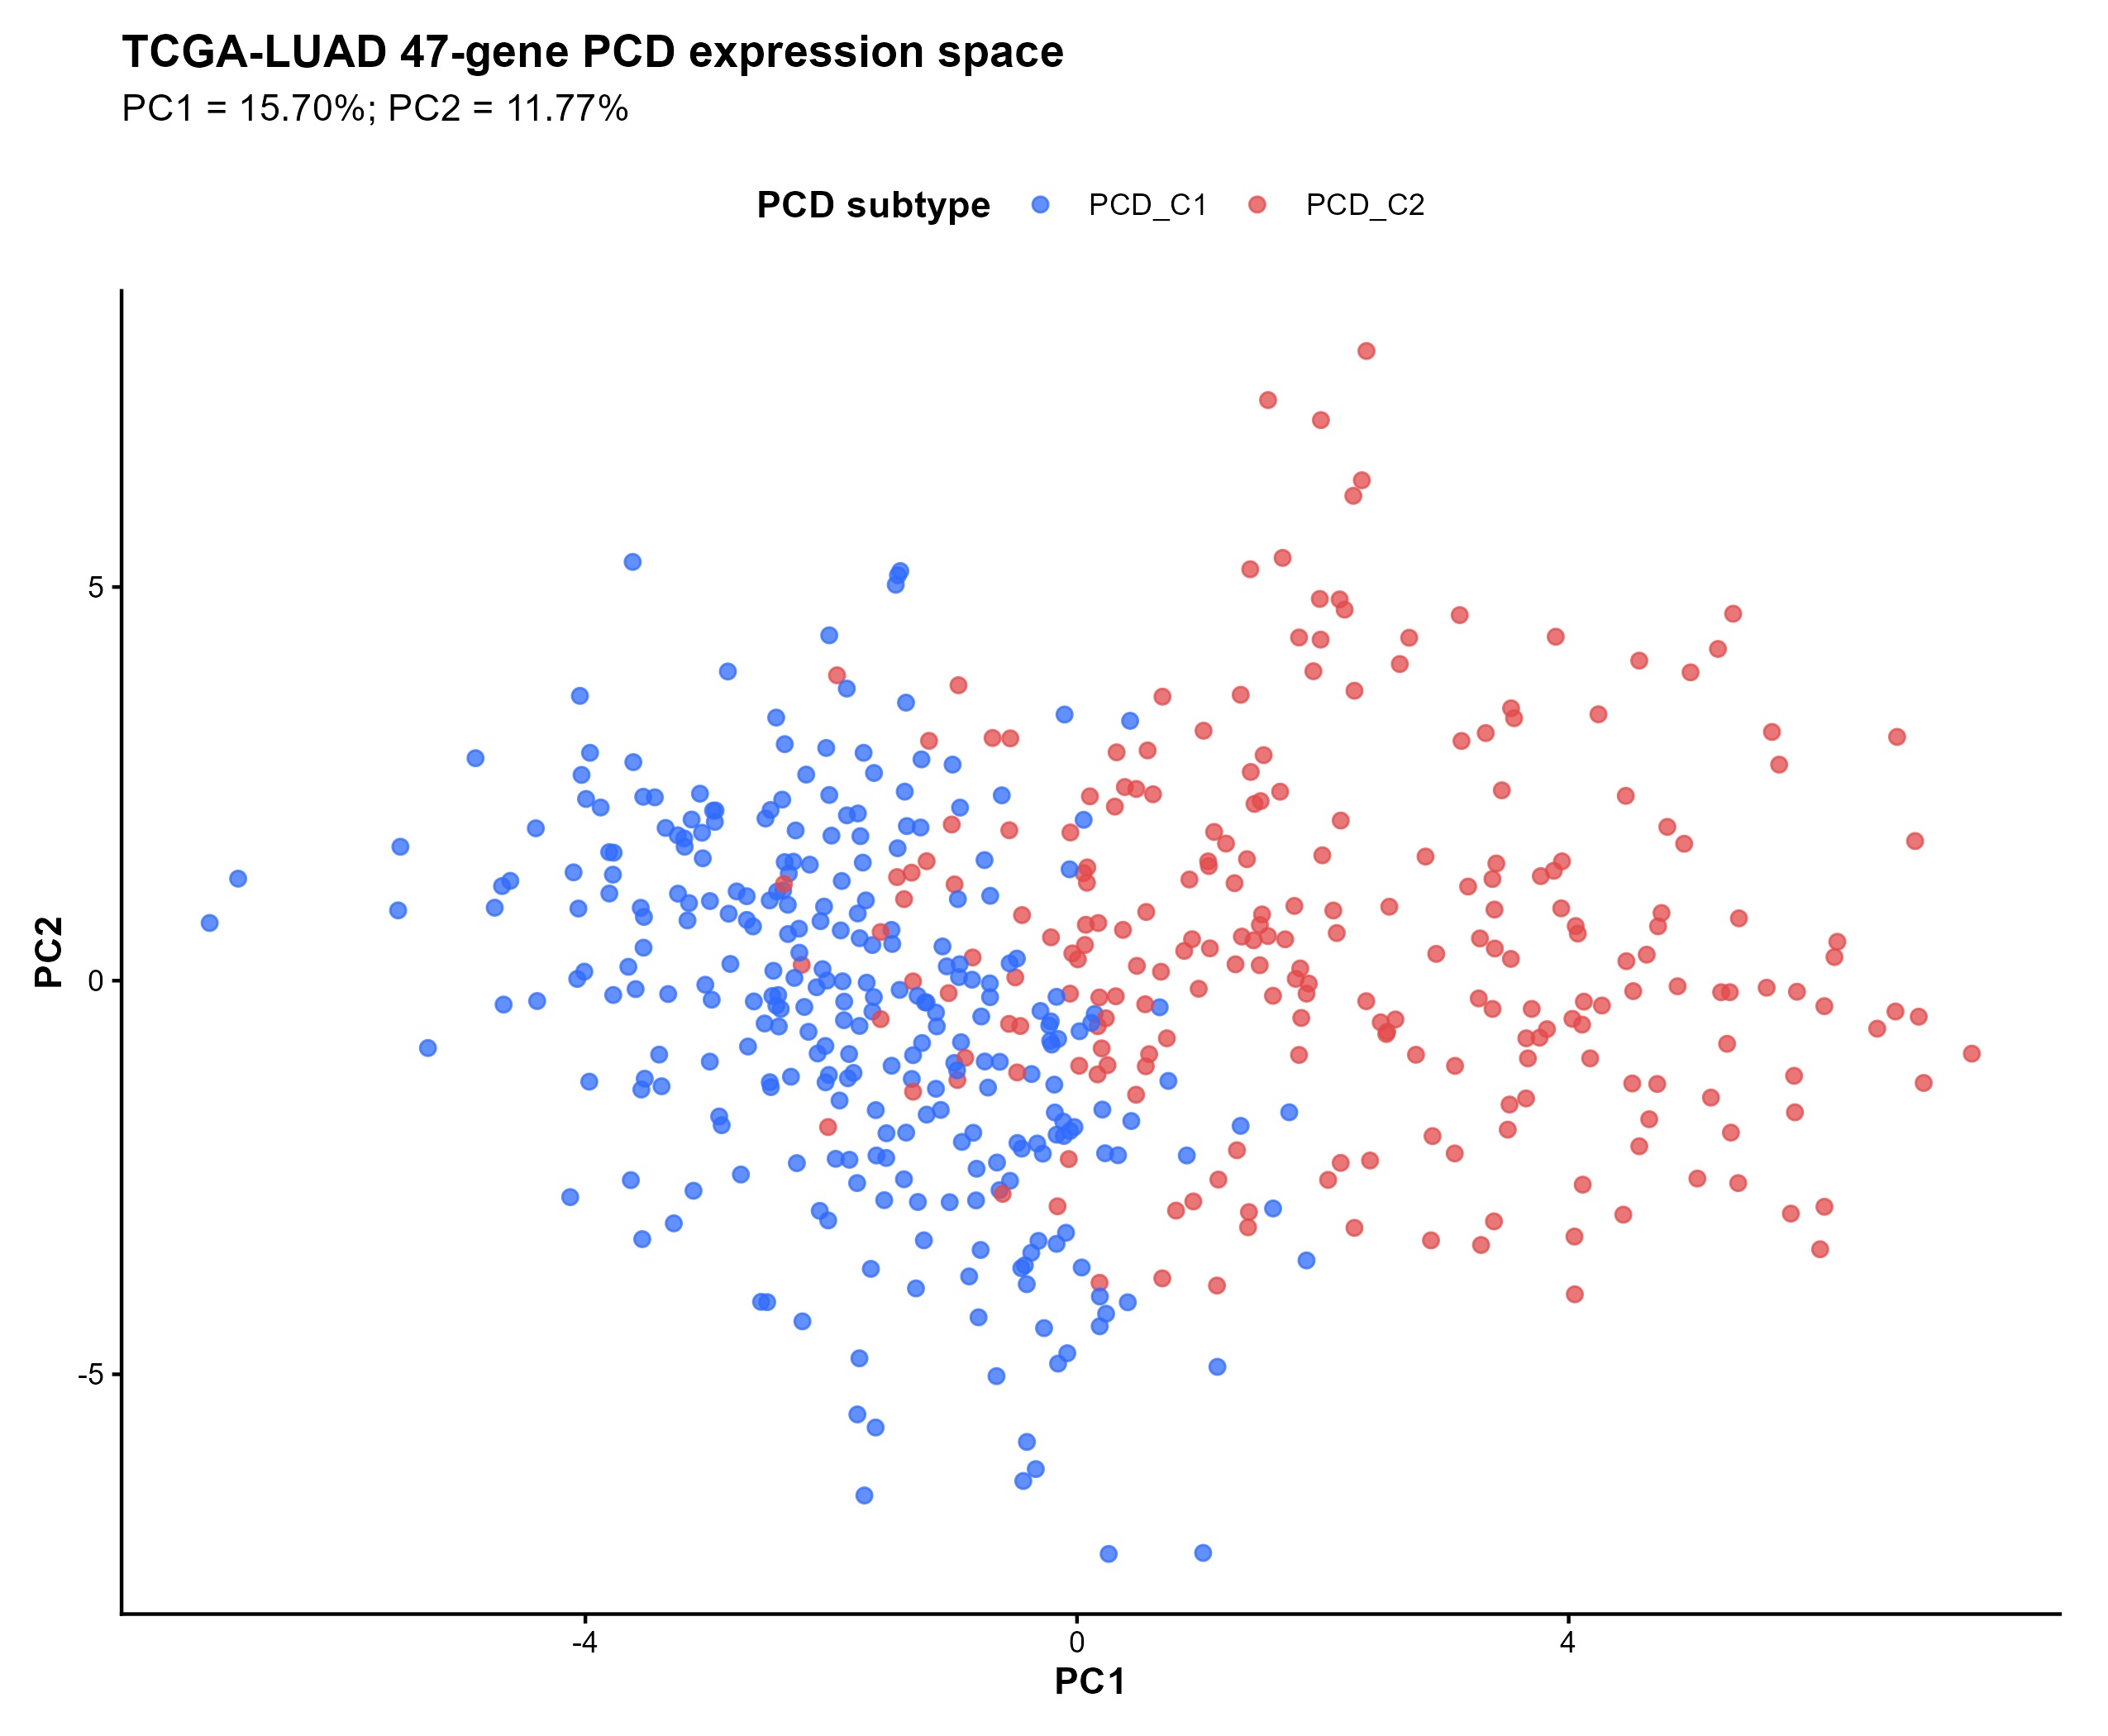 TCGA-LUAD 47-gene PCD expression space
PC1 = 15.70%; PC2 = 11.77%
PCD subtype PCD_C1 PCD_C2
PC2
5
0
-5
-4 0 4
PC1